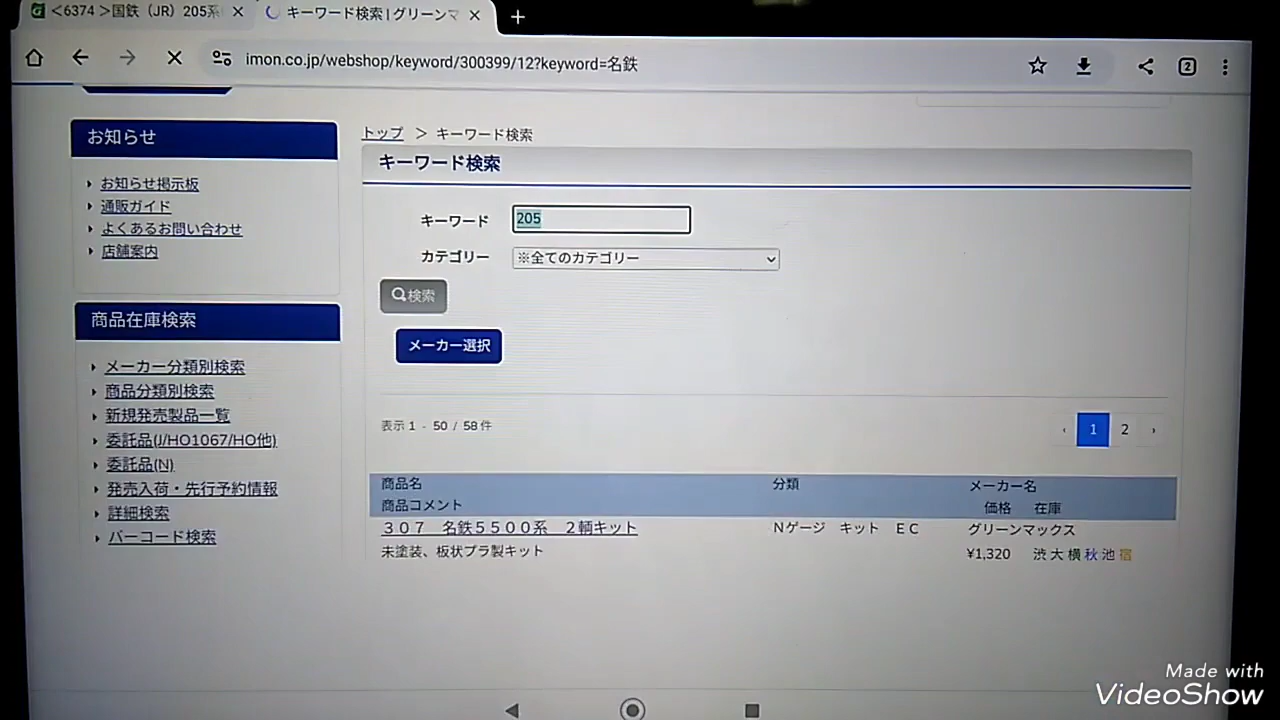 <6374 >国鉄（JR）205系
キーワード検索 | グリーンマ
imon.co.jp/webshop/keyword/300399/12?keyword=名鉄
2
お知らせ
お知らせ掲示板
通販ガイド
よくあるお問い合わせ
店舗案内
商品在庫検索
メーカー分類別検索
商品分類別検索
新規発売製品一覧
委託品(J/HO1067/HO他)
委託品(N)
発売入荷・先行予約情報
詳細検索
バーコード検索
トップ ＞ キーワード検索
キーワード検索
キーワード 205
カテゴリー ※全てのカテゴリー
検索
メーカー選択
表示 1 - 50 / 58 件
‹ 1 2 ›
商品名 分類 メーカー名
商品コメント 価格 在庫
３０７ 名鉄５５００系 ２輌キット Ｎゲージ キット ＥＣ グリーンマックス
未塗装、板状プラ製キット ¥1,320 渋 大 横 秋 池 宿
Made with
VideoShow